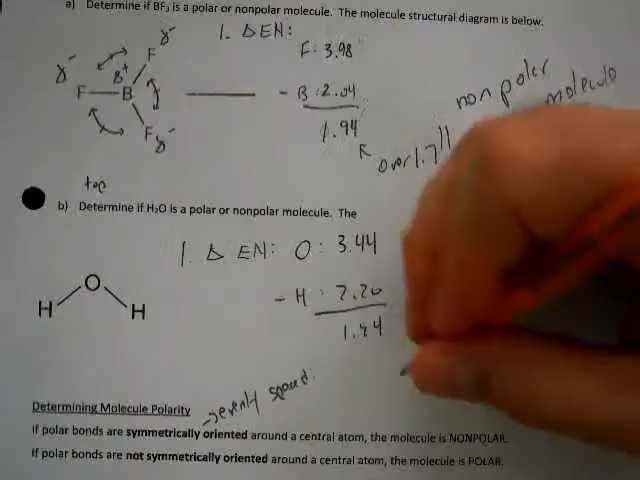 a) Determine if BF₃ is a polar or nonpolar molecule. The molecule structural diagram is below.
1. ΔEN:
F: 3.98
- B: 2.04
1.94
over 1.7!!
nonpolar
molecule
δ-
F
δ+
F B
δ-
F δ-
top
b) Determine if H₂O is a polar or nonpolar molecule. The
1. Δ EN: O: 3.44
- H: 2.20
1.24
O
H H
Determining Molecule Polarity
→ evenly spaced.
If polar bonds are symmetrically oriented around a central atom, the molecule is NONPOLAR.
If polar bonds are not symmetrically oriented around a central atom, the molecule is POLAR.